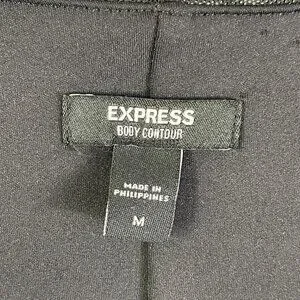 EXPRESS
BODY CONTOUR
MADE IN
PHILIPPINES
M